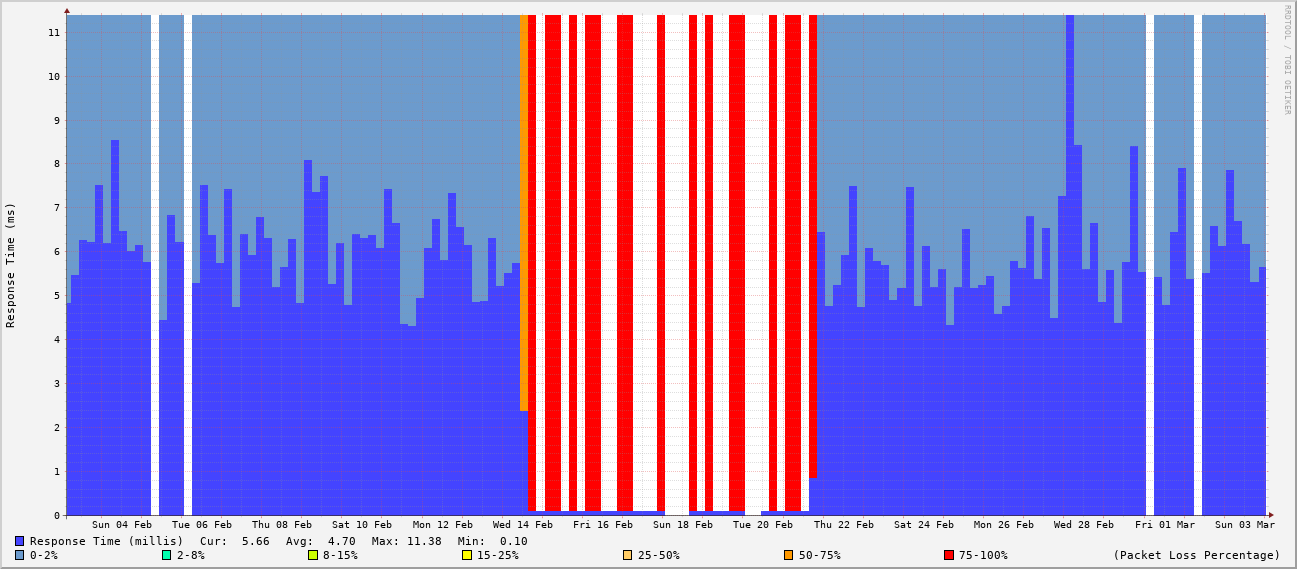 RRDTOOL / TOBI OETIKER
Response Time (ms)
11
10
9
8
7
6
5
4
3
2
1
0
Sun 04 Feb Tue 06 Feb Thu 08 Feb Sat 10 Feb Mon 12 Feb Wed 14 Feb Fri 16 Feb Sun 18 Feb Tue 20 Feb Thu 22 Feb Sat 24 Feb Mon 26 Feb Wed 28 Feb Fri 01 Mar Sun 03 Mar
Response Time (millis) Cur: 5.66 Avg: 4.70 Max: 11.38 Min: 0.10
0-2% 2-8% 8-15% 15-25% 25-50% 50-75% 75-100% (Packet Loss Percentage)